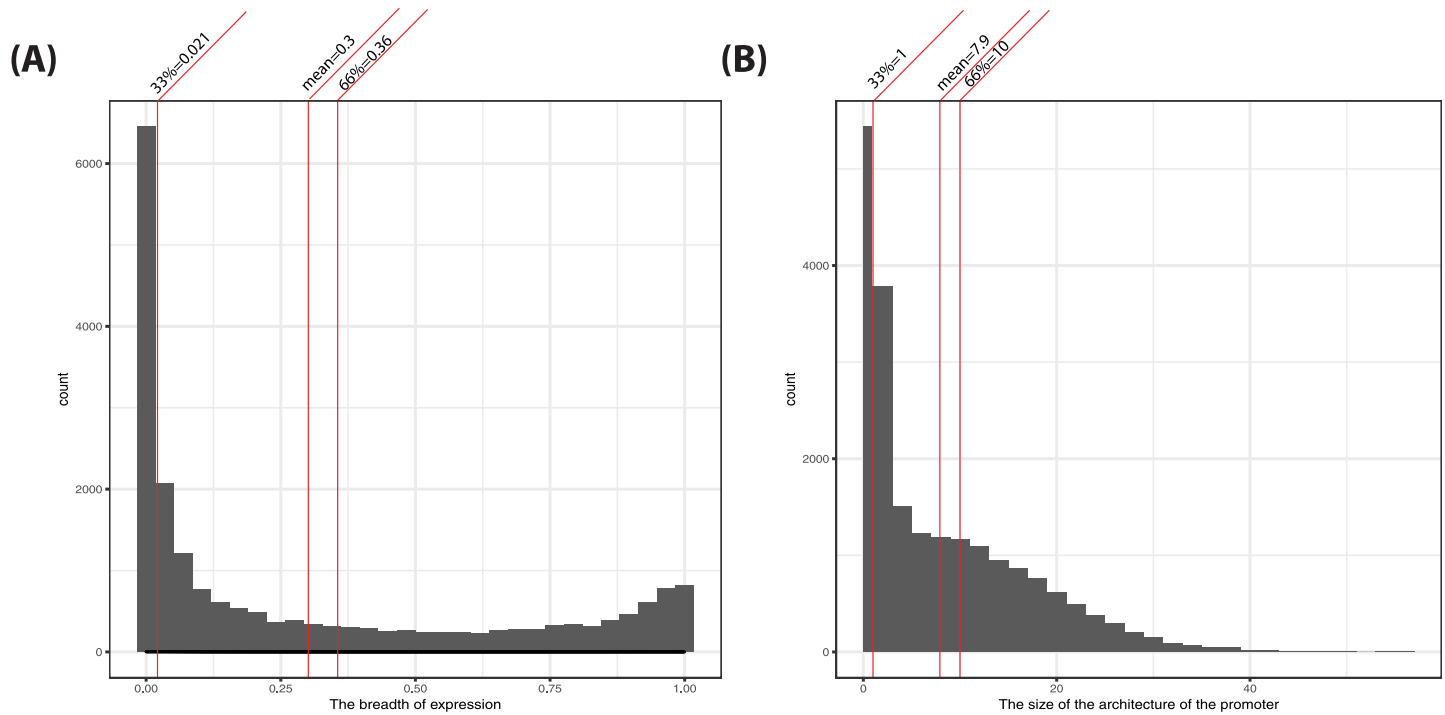 (A)
33%=0.021
mean=0.3
66%=0.36
6000
4000
2000
0
count
0.00
0.25
0.50
0.75
1.00
The breadth of expression
(B)
33%=1
mean=7.9
66%=10
4000
2000
0
count
0
20
40
The size of the architecture of the promoter